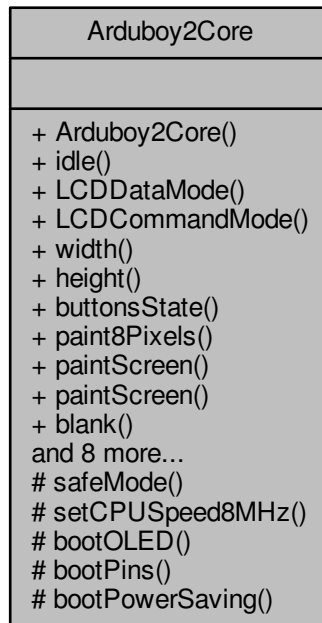 Arduboy2Core
+ Arduboy2Core()
+ idle()
+ LCDDataMode()
+ LCDCommandMode()
+ width()
+ height()
+ buttonsState()
+ paint8Pixels()
+ paintScreen()
+ paintScreen()
+ blank()
and 8 more...
# safeMode()
# setCPUSpeed8MHz()
# bootOLED()
# bootPins()
# bootPowerSaving()